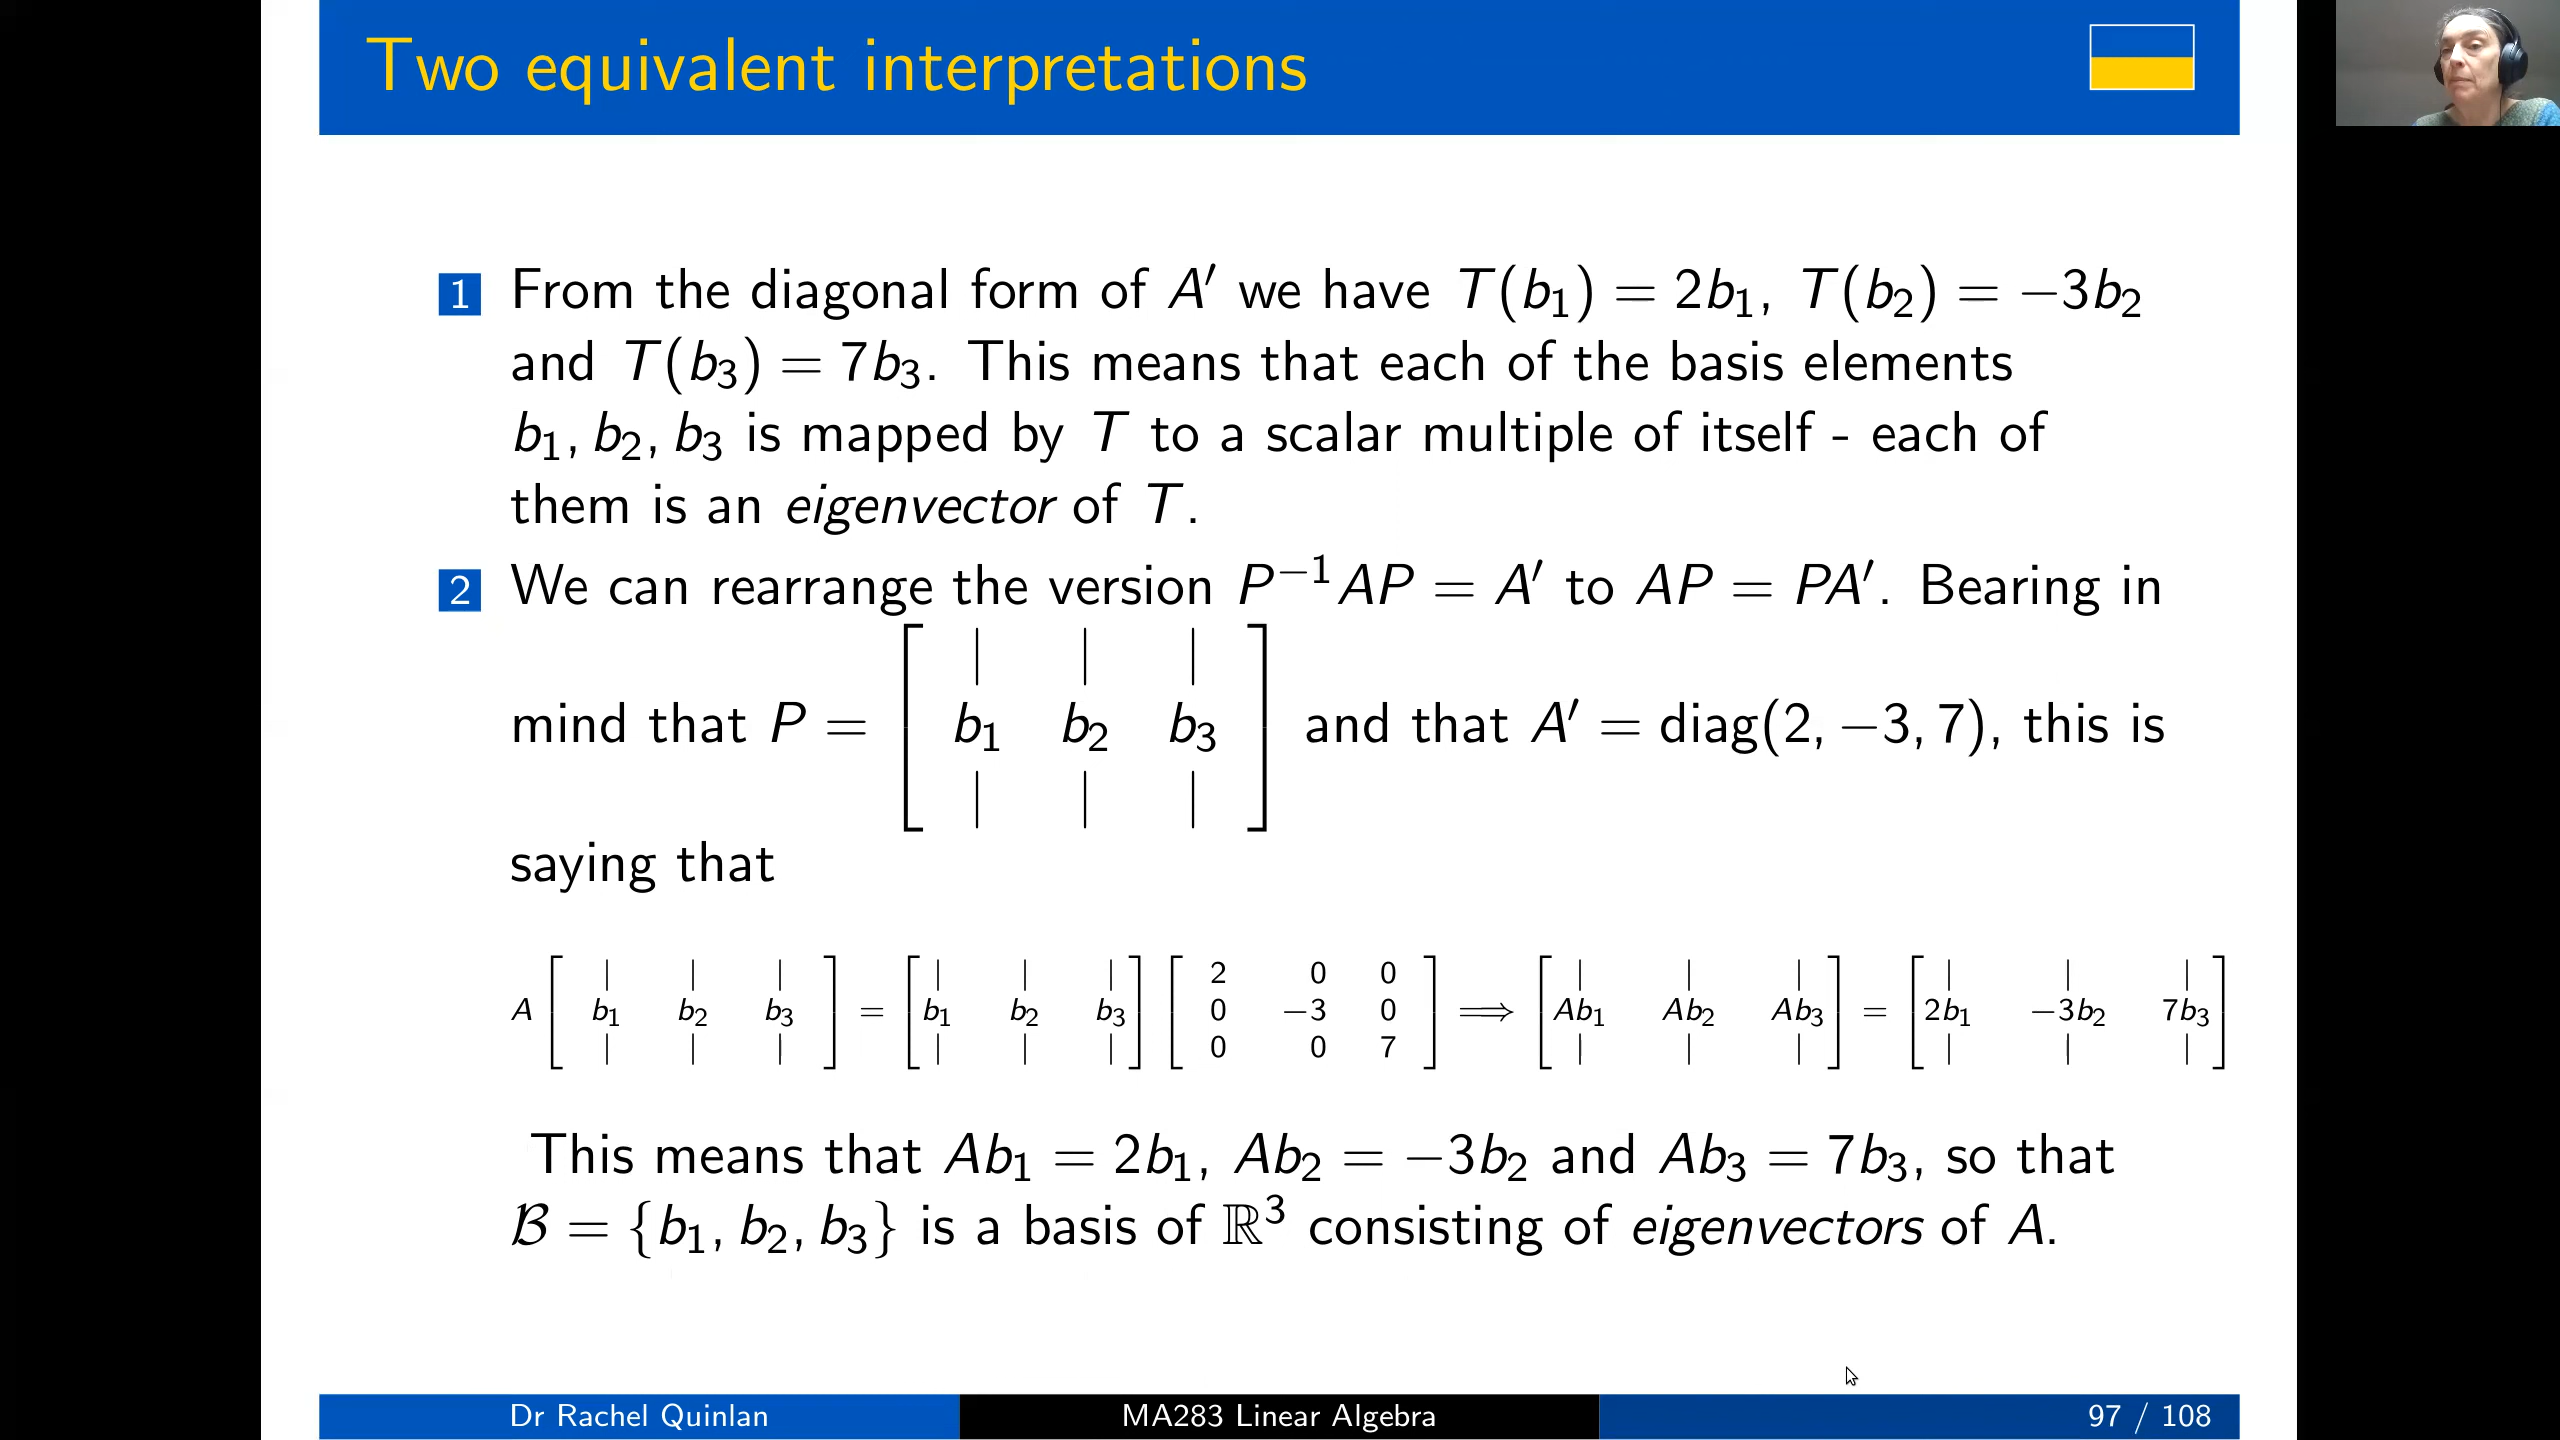 Two equivalent interpretations
1 From the diagonal form of A′ we have T(b₁) = 2b₁, T(b₂) = −3b₂
and T(b₃) = 7b₃. This means that each of the basis elements
b₁, b₂, b₃ is mapped by T to a scalar multiple of itself - each of
them is an eigenvector of T.
2 We can rearrange the version P⁻¹AP = A′ to AP = PA′. Bearing in
mind that P = [ | | | ; b₁ b₂ b₃ ; | | | ] and that A′ = diag(2, −3, 7), this is
saying that
A [ | | | ; b₁ b₂ b₃ ; | | | ] = [ | | | ; b₁ b₂ b₃ ; | | | ] [ 2 0 0 ; 0 −3 0 ; 0 0 7 ] ⟹ [ | | | ; Ab₁ Ab₂ Ab₃ ; | | | ] = [ | | | ; 2b₁ −3b₂ 7b₃ ; | | | ]
This means that Ab₁ = 2b₁, Ab₂ = −3b₂ and Ab₃ = 7b₃, so that
ℬ = {b₁, b₂, b₃} is a basis of ℝ³ consisting of eigenvectors of A.
Dr Rachel Quinlan MA283 Linear Algebra 97 / 108